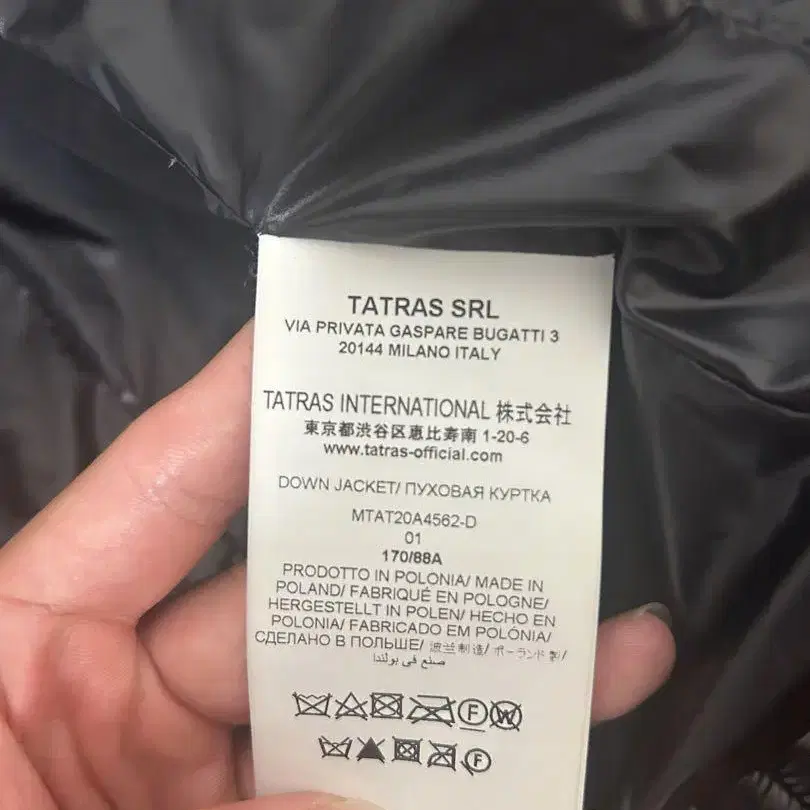 TATRAS SRL
VIA PRIVATA GASPARE BUGATTI 3
20144 MILANO ITALY
TATRAS INTERNATIONAL 株式会社
東京都渋谷区恵比寿南 1-20-6
www.tatras-official.com
DOWN JACKET/ ПУХОВАЯ КУРТКА
MTAT20A4562-D
01
170/88A
PRODOTTO IN POLONIA/ MADE IN
POLAND/ FABRIQUÉ EN POLOGNE/
HERGESTELLT IN POLEN/ HECHO EN
POLONIA/ FABRICADO EM POLÓNIA/
СДЕЛАНО В ПОЛЬШЕ/ 波兰制造/ ポーランド製/
صنع في بولندا
F W
F